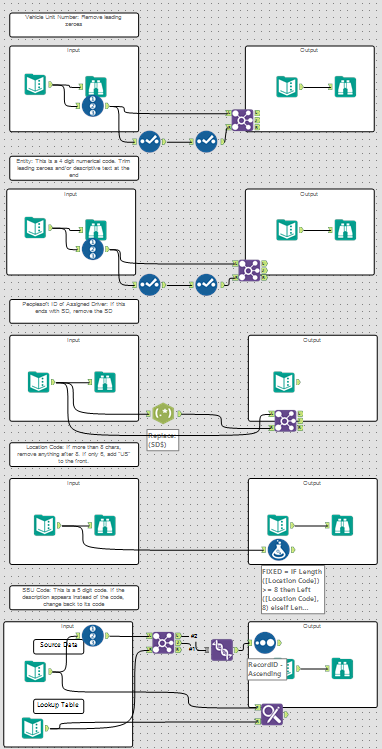 Vehicle Unit Number: Remove leading
zeroes
Input
Output
Entity: This is a 4 digit numerical code. Trim
leading zeroes and/or descriptive text at the
end
Input
Output
Peoplesoft ID of Assigned Driver: If this
ends with SD, remove the SD
Input
Output
Replace:
(SD$)
Location Code: If more than 8 chars,
remove anything after 8. If only 6, add "US"
to the front.
Input
Output
FIXED = IF Length
([Location Code])
>= 8 then Left
([Location Code],
8) elseif Len...
SSU Code: This is a 5 digit code. If the
description appears instead of the code,
change back to its code
Input
Output
Source Data
#2
#1
RecordID -
Ascending
Lookup Table